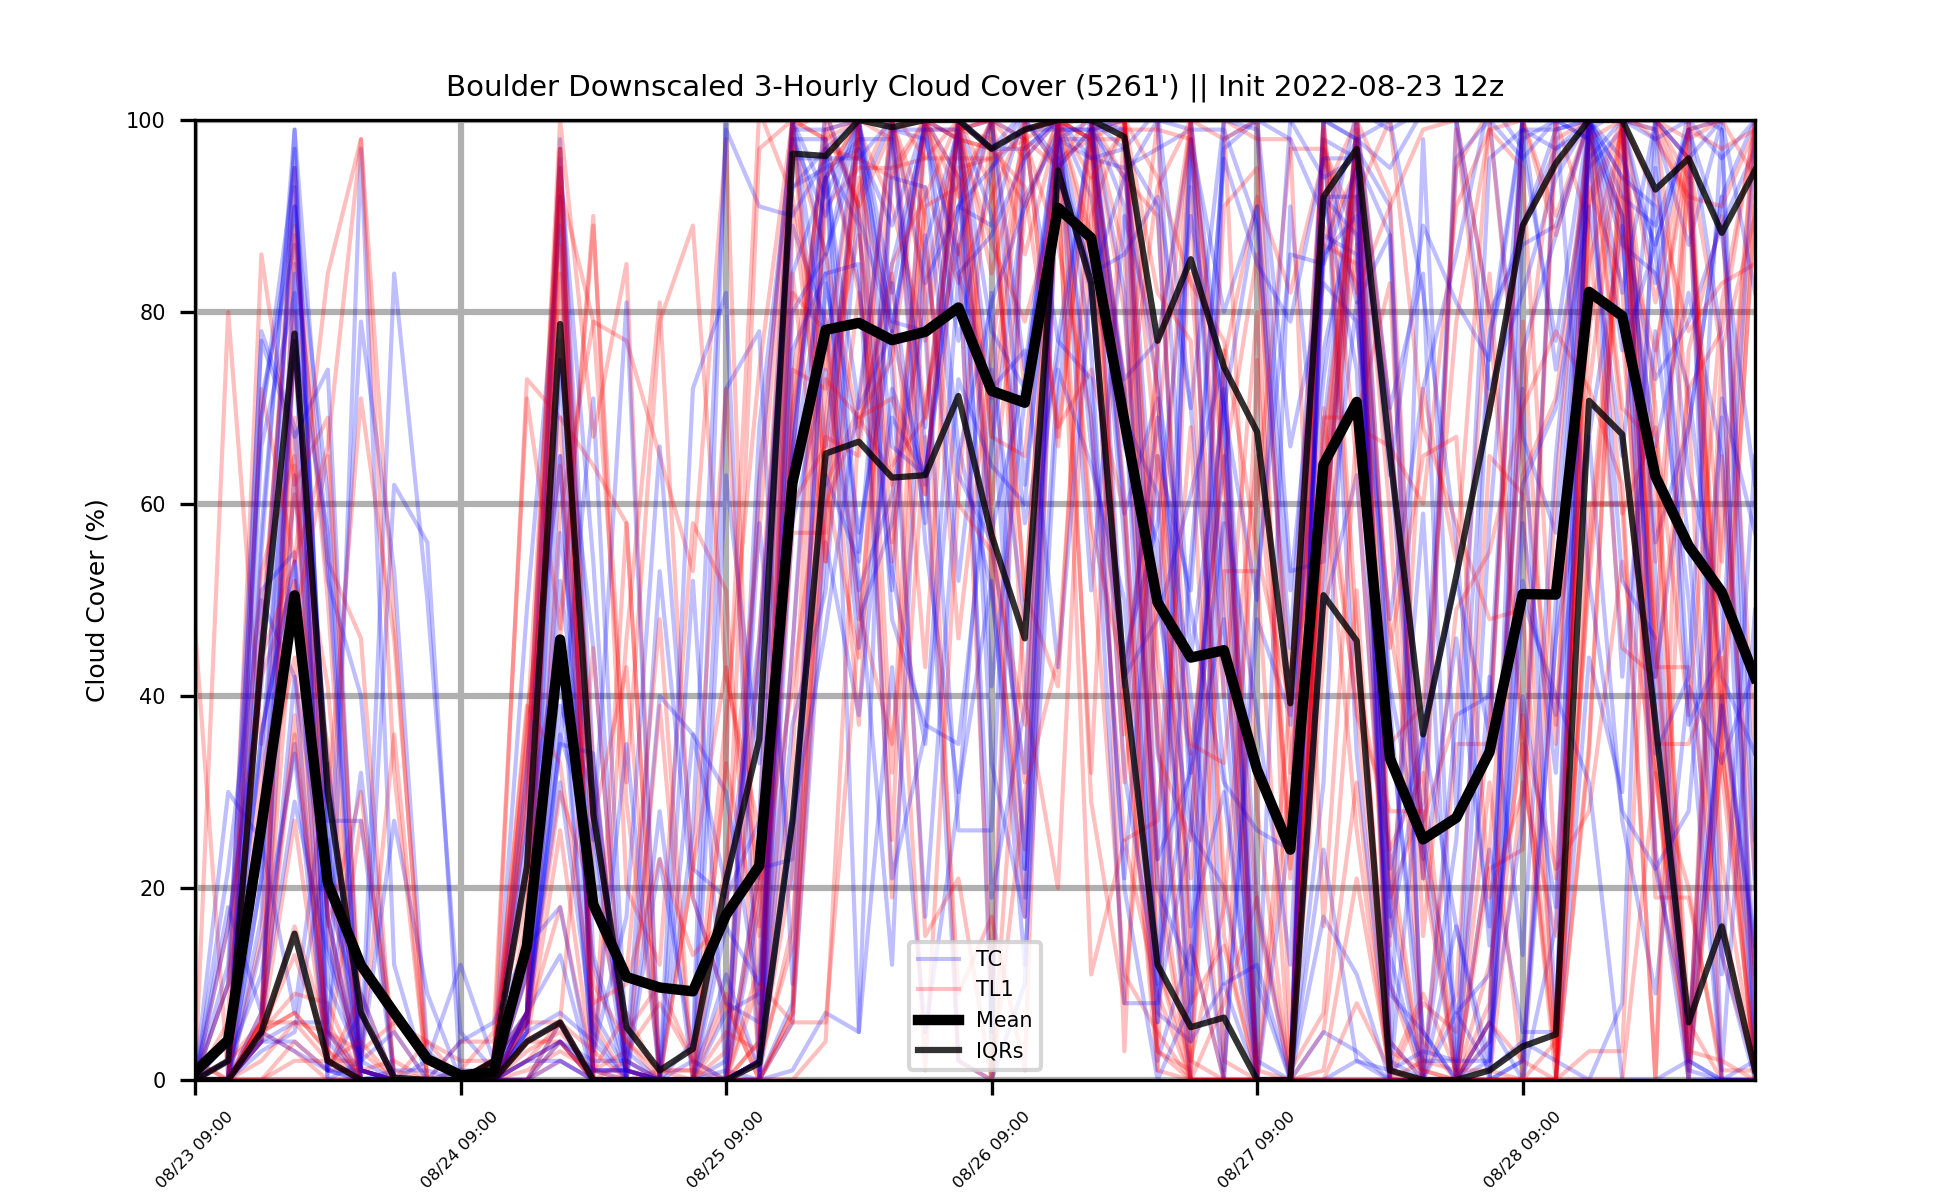 Boulder Downscaled 3-Hourly Cloud Cover (5261') || Init 2022-08-23 12z
Cloud Cover (%)
100
80
60
40
20
0
TC
TL1
Mean
IQRs
08/23 09:00
08/24 09:00
08/25 09:00
08/26 09:00
08/27 09:00
08/28 09:00